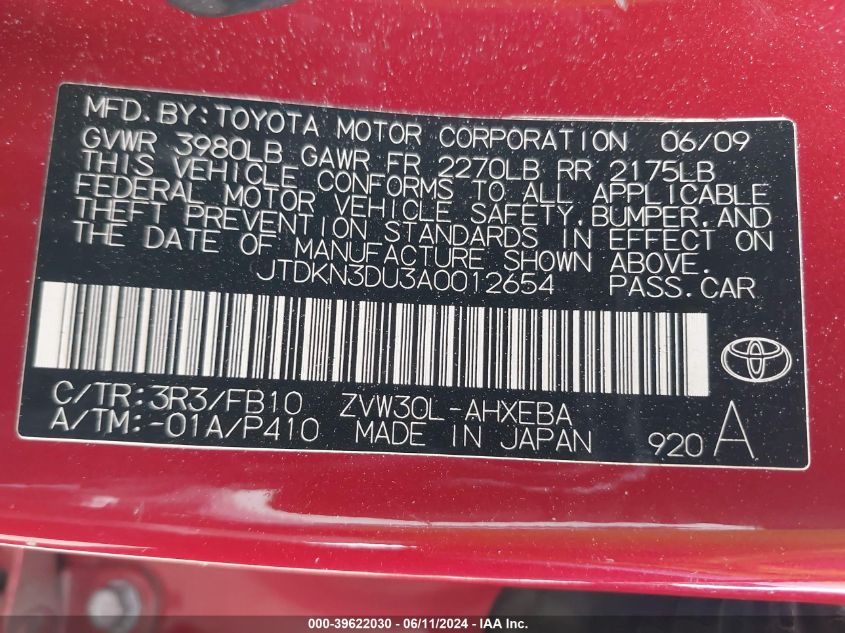 MFD.BY:TOYOTA MOTOR CORPORATION 06/09
GVWR 3980LB GAWR FR 2270LB RR 2175LB
THIS VEHICLE CONFORMS TO ALL APPLICABLE
FEDERAL MOTOR VEHICLE SAFETY,BUMPER,AND
THEFT PREVENTION STANDARDS IN EFFECT ON
THE DATE OF MANUFACTURE SHOWN ABOVE.
JTDKN3DU3A0012654 PASS.CAR
C/TR:3R3/FB10 ZVW30L-AHXEBA
A/TM:-01A/P410 MADE IN JAPAN 920 A
000-39622030 - 06/11/2024 - IAA Inc.